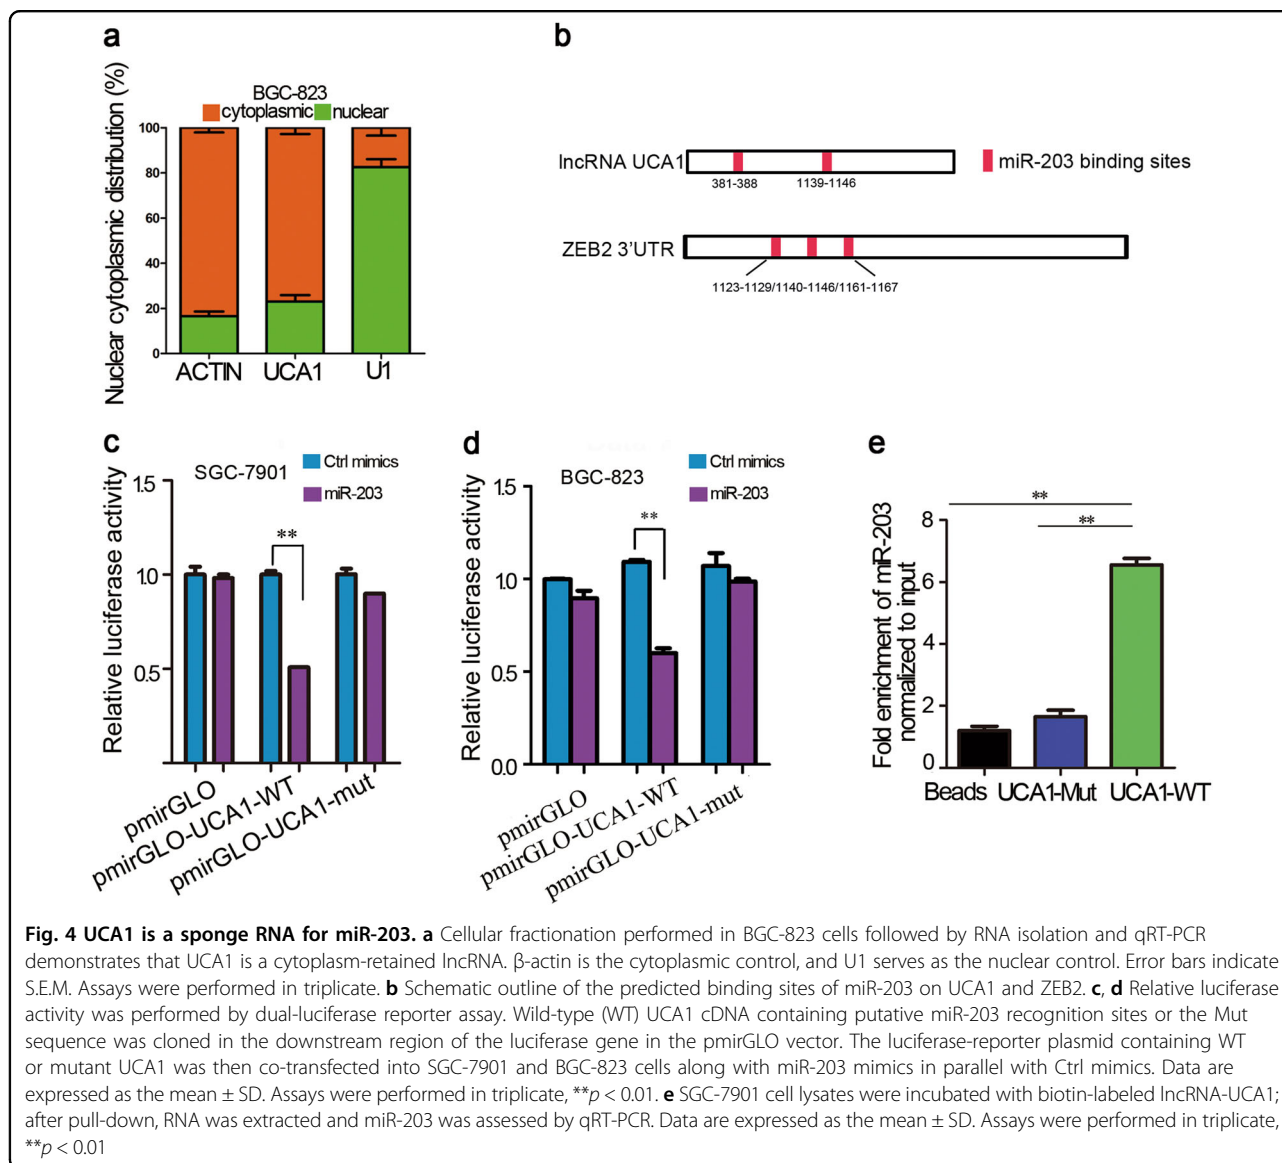 a
BGC-823
cytoplasmic nuclear
Nuclear cytoplasmic distribution (%)
100
80
60
40
20
0
ACTIN UCA1 U1
b
lncRNA UCA1
381-388 1139-1146
miR-203 binding sites
ZEB2 3'UTR
1123-1129/1140-1146/1161-1167
c
SGC-7901
Ctrl mimics
miR-203
Relative luciferase activity
1.5
1.0
0.5
**
pmirGLO
pmirGLO-UCA1-WT
pmirGLO-UCA1-mut
d
BGC-823
Ctrl mimics
miR-203
Relative luciferase activity
1.5
1.0
0.5
0.0
**
pmirGLO
pmirGLO-UCA1-WT
pmirGLO-UCA1-mut
e
Fold enrichment of miR-203
normalized to input
**
**
8
6
4
2
0
Beads UCA1-Mut UCA1-WT
Fig. 4 UCA1 is a sponge RNA for miR-203. a Cellular fractionation performed in BGC-823 cells followed by RNA isolation and qRT-PCR
demonstrates that UCA1 is a cytoplasm-retained lncRNA. β-actin is the cytoplasmic control, and U1 serves as the nuclear control. Error bars indicate
S.E.M. Assays were performed in triplicate. b Schematic outline of the predicted binding sites of miR-203 on UCA1 and ZEB2. c, d Relative luciferase
activity was performed by dual-luciferase reporter assay. Wild-type (WT) UCA1 cDNA containing putative miR-203 recognition sites or the Mut
sequence was cloned in the downstream region of the luciferase gene in the pmirGLO vector. The luciferase-reporter plasmid containing WT
or mutant UCA1 was then co-transfected into SGC-7901 and BGC-823 cells along with miR-203 mimics in parallel with Ctrl mimics. Data are
expressed as the mean ± SD. Assays were performed in triplicate, **p < 0.01. e SGC-7901 cell lysates were incubated with biotin-labeled lncRNA-UCA1;
after pull-down, RNA was extracted and miR-203 was assessed by qRT-PCR. Data are expressed as the mean ± SD. Assays were performed in triplicate,
**p < 0.01